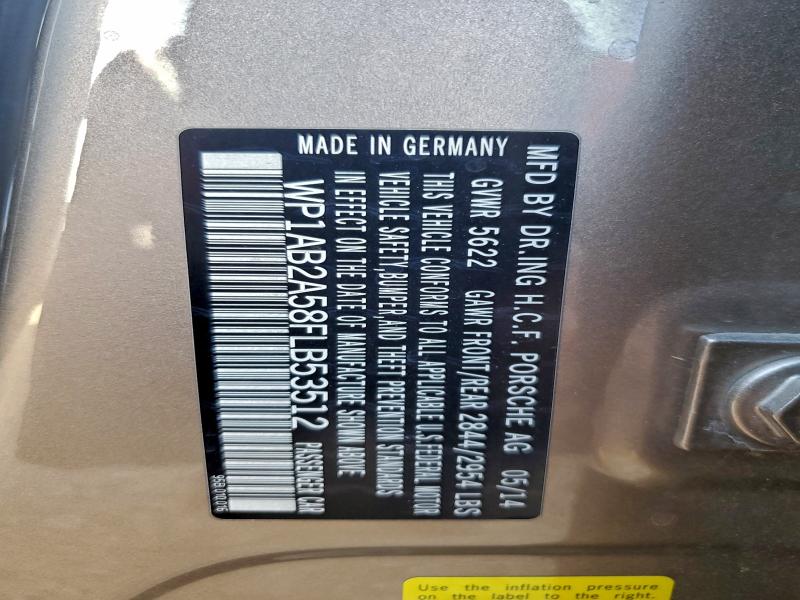 MFD BY DR.ING H.C.F. PORSCHE AG 05/14
GVWR 5622 GAWR FRONT/REAR 2844/2954 LBS
THIS VEHICLE CONFORMS TO ALL APPLICABLE U.S. FEDERAL MOTOR
VEHICLE SAFETY, BUMPER, AND THEFT PREVENTION STANDARDS
IN EFFECT ON THE DATE OF MANUFACTURE SHOWN ABOVE
WP1AB2A58FLB53512 PASSENGER CAR
MADE IN GERMANY
Use the inflation pressure
on the label to the right.